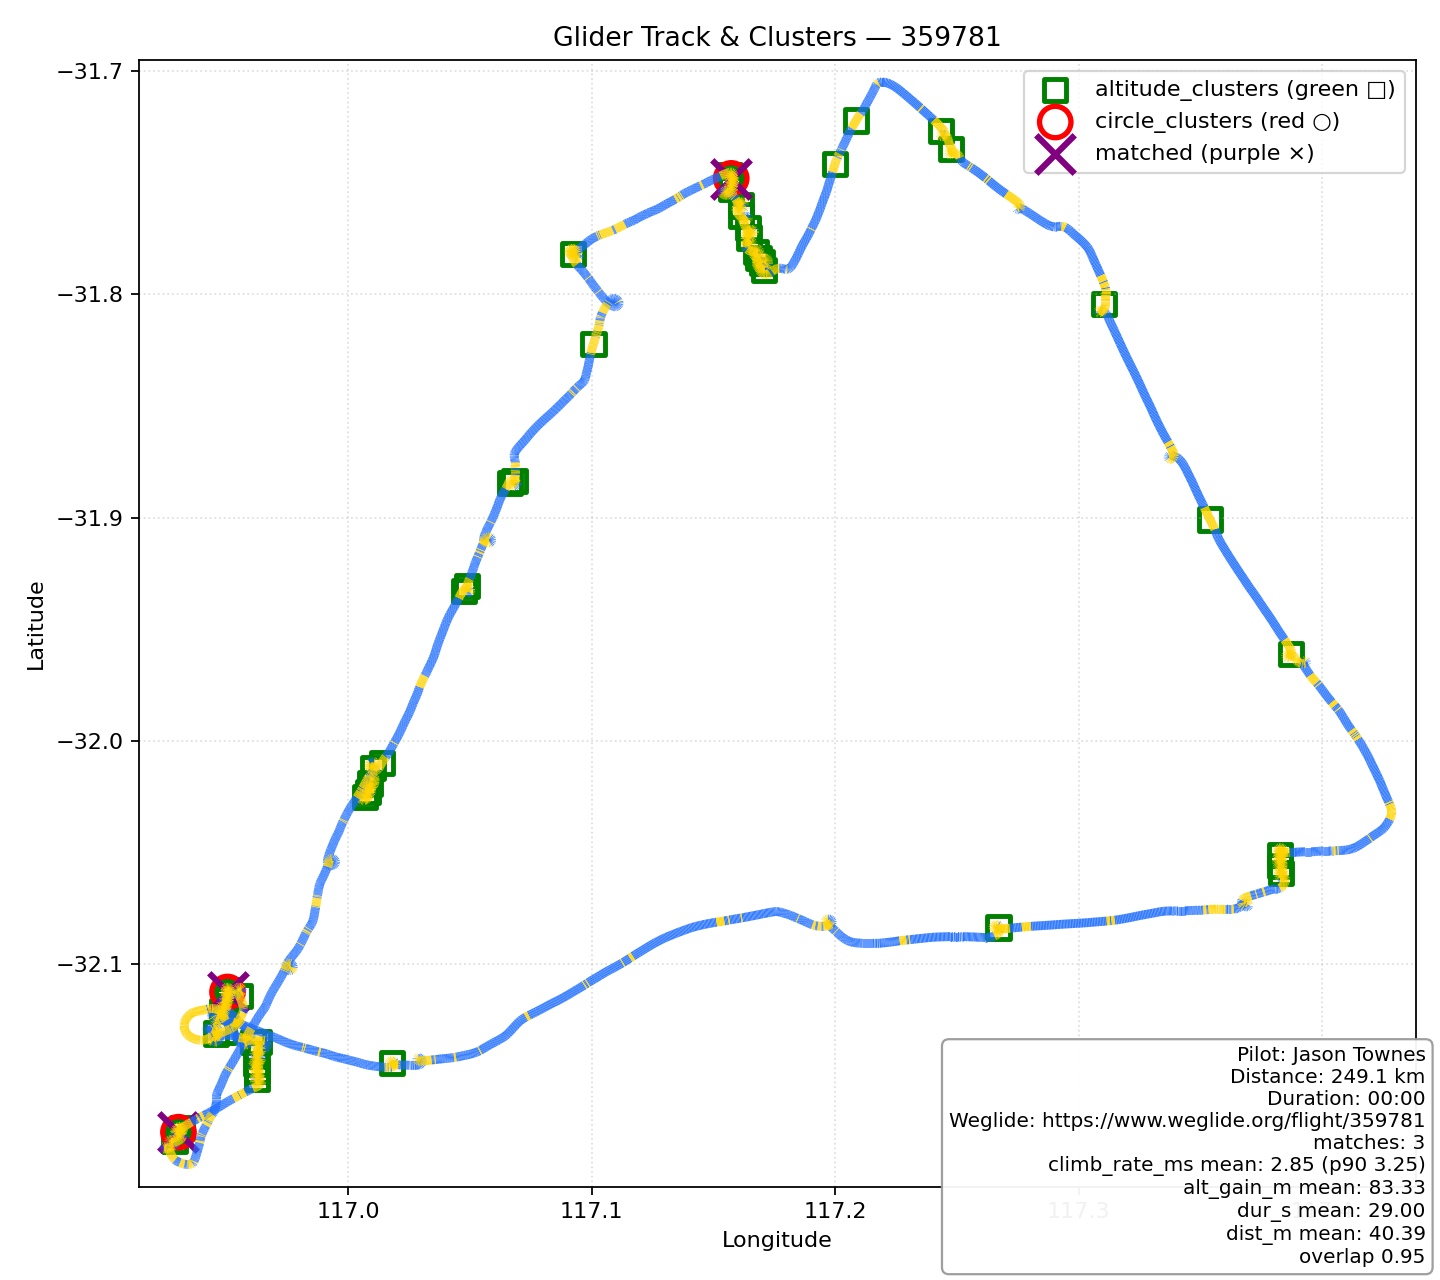 Glider Track & Clusters — 359781
altitude_clusters (green □)
circle_clusters (red ○)
matched (purple ×)
−31.7
−31.8
−31.9
−32.0
−32.1
Latitude
117.0
117.1
117.2
117.3
Longitude
Pilot: Jason Townes
Distance: 249.1 km
Duration: 00:00
Weglide: https://www.weglide.org/flight/359781
matches: 3
climb_rate_ms mean: 2.85 (p90 3.25)
alt_gain_m mean: 83.33
dur_s mean: 29.00
dist_m mean: 40.39
overlap 0.95